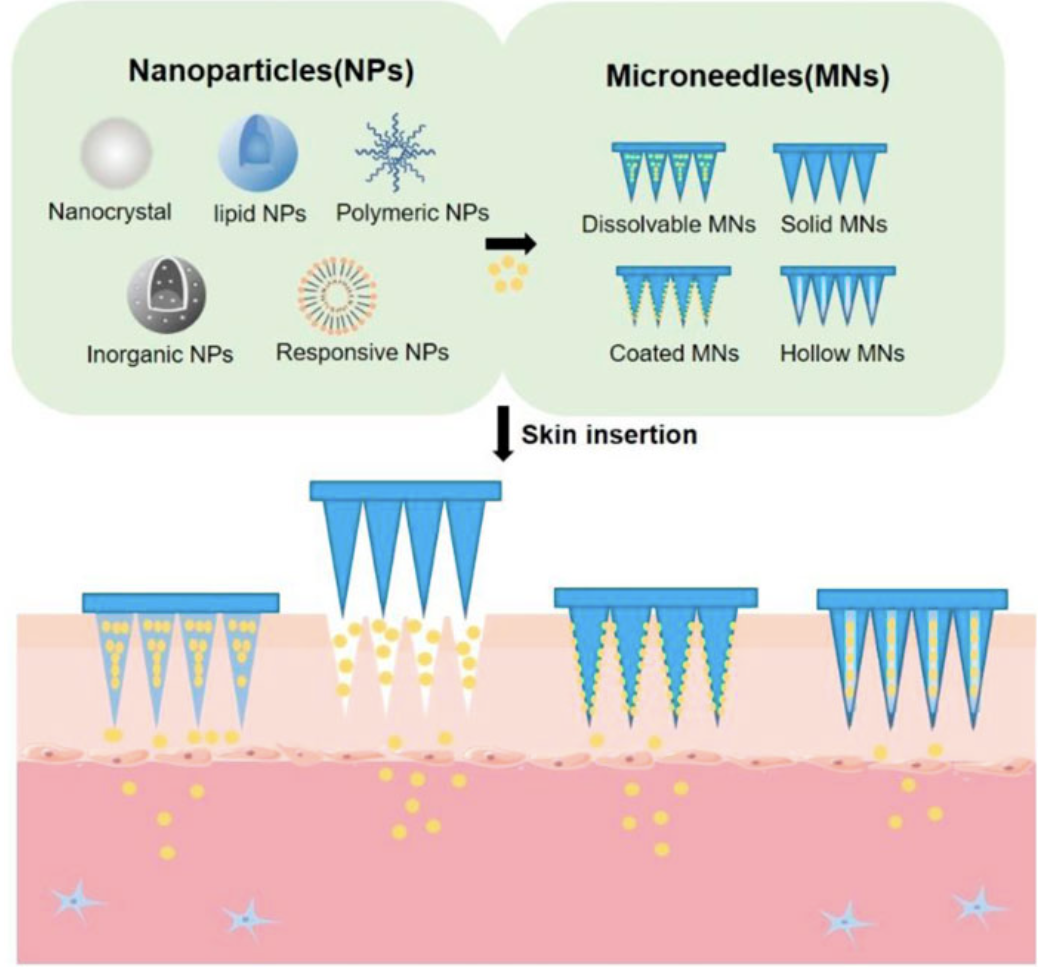 Nanoparticles(NPs)
Microneedles(MNs)
Nanocrystal
lipid NPs
Polymeric NPs
Inorganic NPs
Responsive NPs
Dissolvable MNs
Solid MNs
Coated MNs
Hollow MNs
Skin insertion